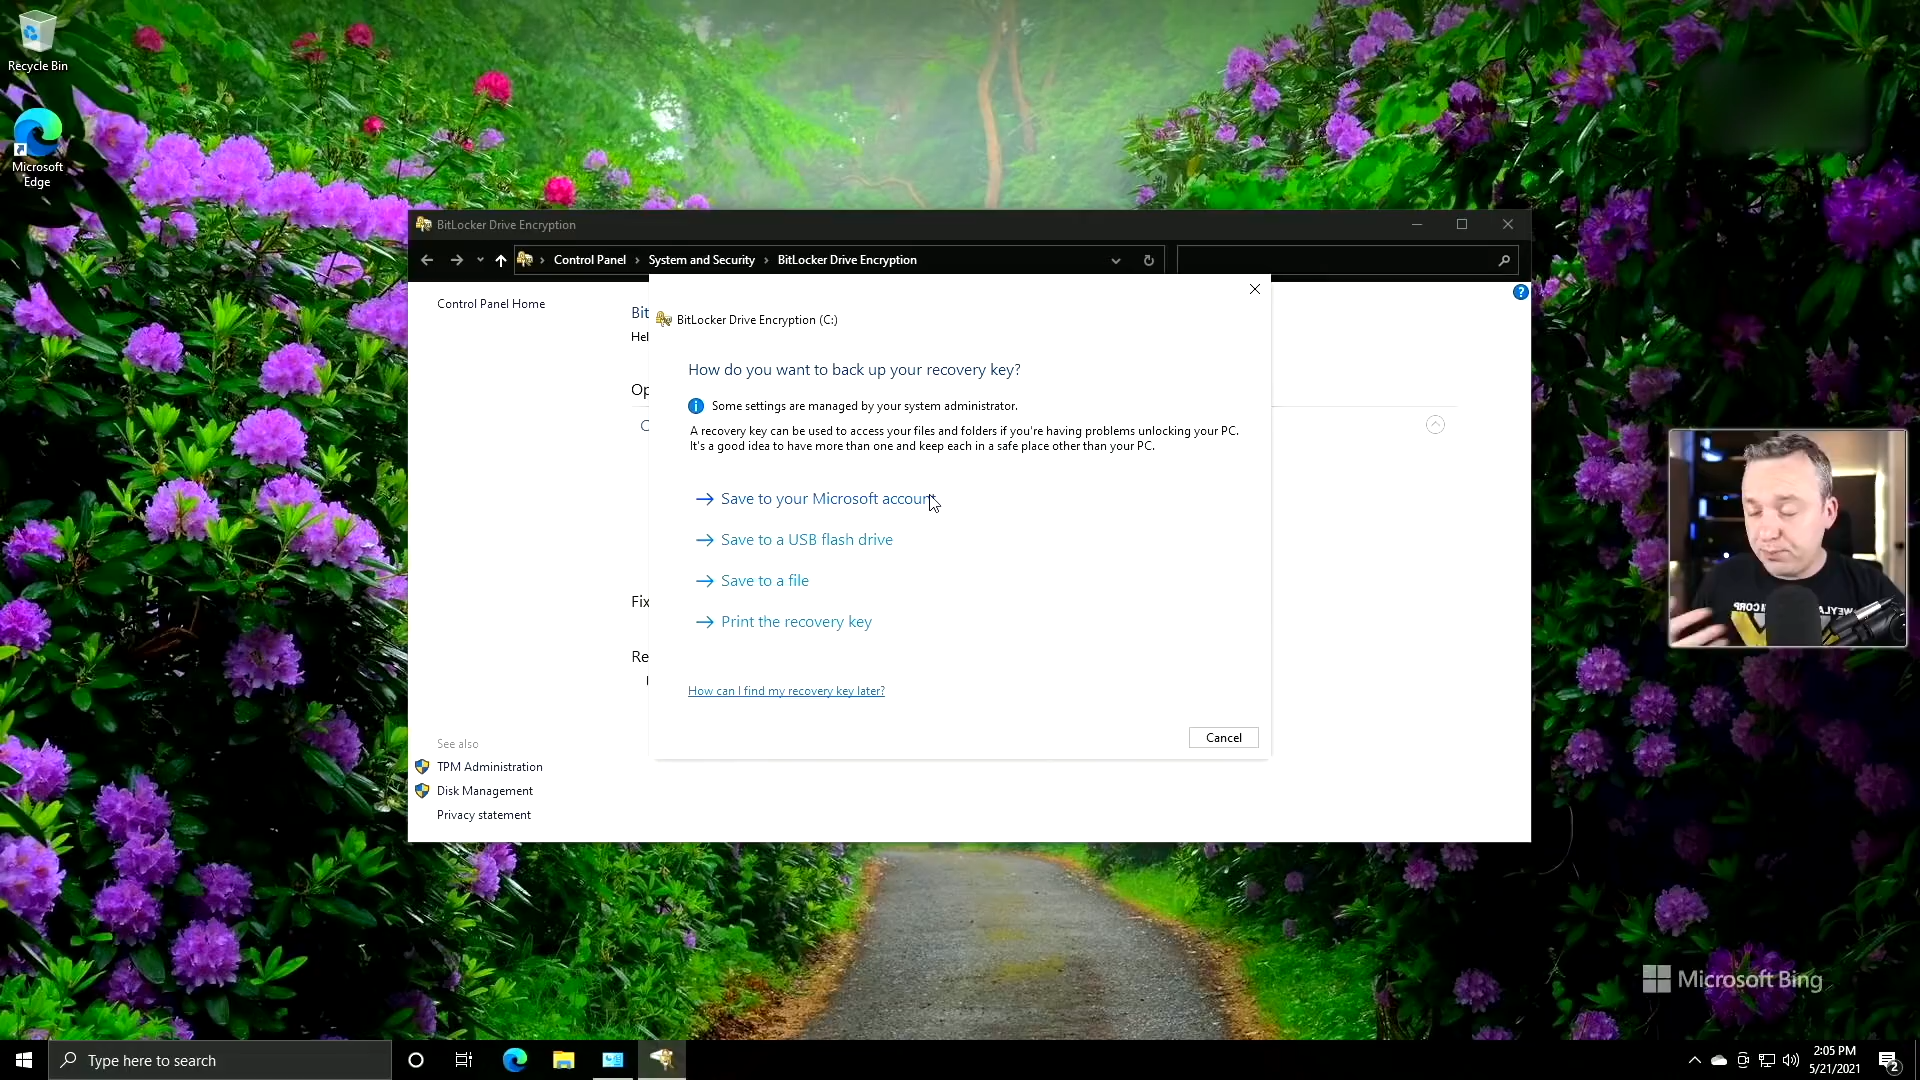 Recycle Bin
Microsoft
Edge
BitLocker Drive Encryption
Control Panel
System and Security
BitLocker Drive Encryption
Control Panel Home
Bit
Hel
Op
C
Fix
Re
BitLocker Drive Encryption (C:)
How do you want to back up your recovery key?
Some settings are managed by your system administrator.
A recovery key can be used to access your files and folders if you're having problems unlocking your PC.
It's a good idea to have more than one and keep each in a safe place other than your PC.
Save to your Microsoft account
Save to a USB flash drive
Save to a file
Print the recovery key
How can I find my recovery key later?
Cancel
See also
TPM Administration
Disk Management
Privacy statement
CORP
WEYLA
Microsoft Bing
Type here to search
2:05 PM
5/21/2021
2